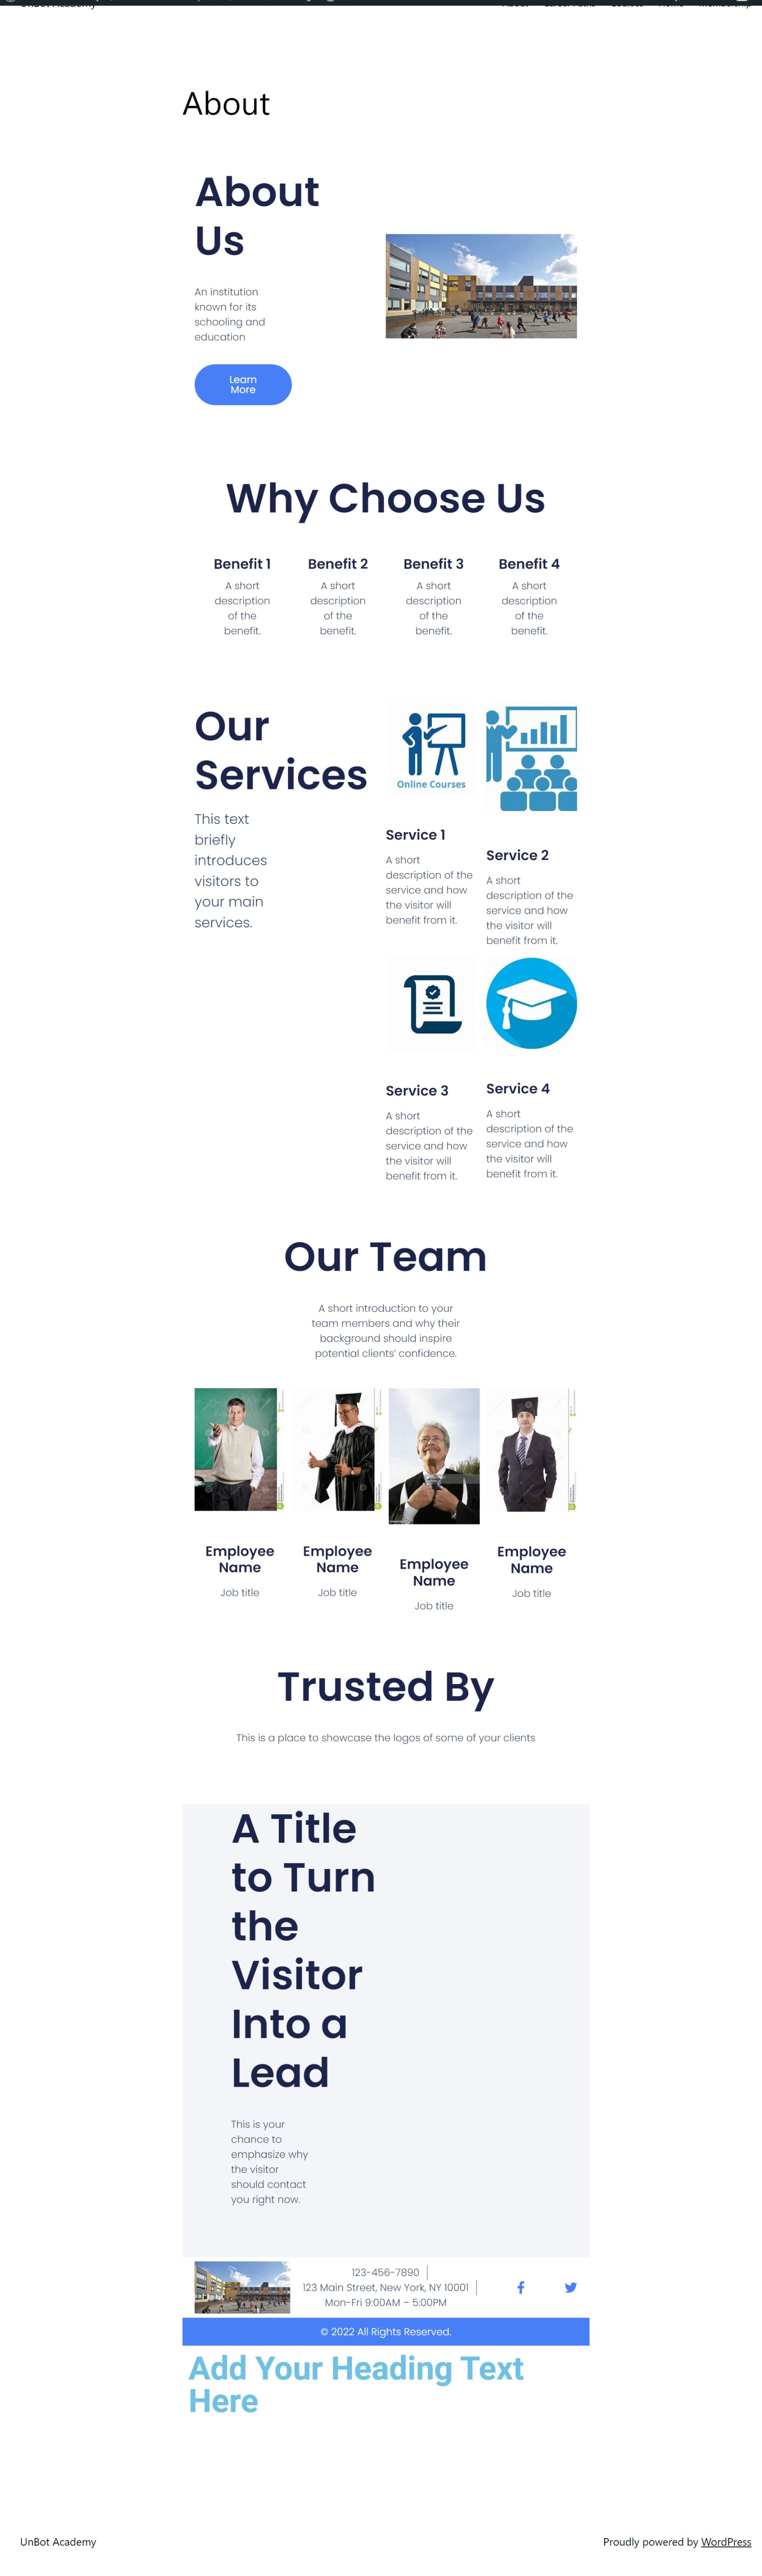 UnBot Academy
About
Career Paths
Courses
Home
Membership
About
About
Us
An institution
known for its
schooling and
education
Learn
More
Why Choose Us
Benefit 1
A short
description
of the
benefit.
Benefit 2
A short
description
of the
benefit.
Benefit 3
A short
description
of the
benefit.
Benefit 4
A short
description
of the
benefit.
Our
Services
This text
briefly
introduces
visitors to
your main
services.
Online Courses
Service 1
A short
description of the
service and how
the visitor will
benefit from it.
Service 2
A short
description of the
service and how
the visitor will
benefit from it.
Service 3
A short
description of the
service and how
the visitor will
benefit from it.
Service 4
A short
description of the
service and how
the visitor will
benefit from it.
Our Team
A short introduction to your
team members and why their
background should inspire
potential clients’ confidence.
Employee
Name
Job title
Employee
Name
Job title
Employee
Name
Job title
Employee
Name
Job title
Trusted By
This is a place to showcase the logos of some of your clients
A Title
to Turn
the
Visitor
Into a
Lead
This is your
chance to
emphasize why
the visitor
should contact
you right now.
123-456-7890
123 Main Street, New York, NY 10001
Mon-Fri 9:00AM – 5:00PM
© 2022 All Rights Reserved.
Add Your Heading Text
Here
UnBot Academy
Proudly powered by WordPress